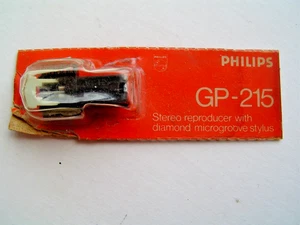 PHILIPS
GP-215
Stereo reproducer with
diamond microgroove stylus